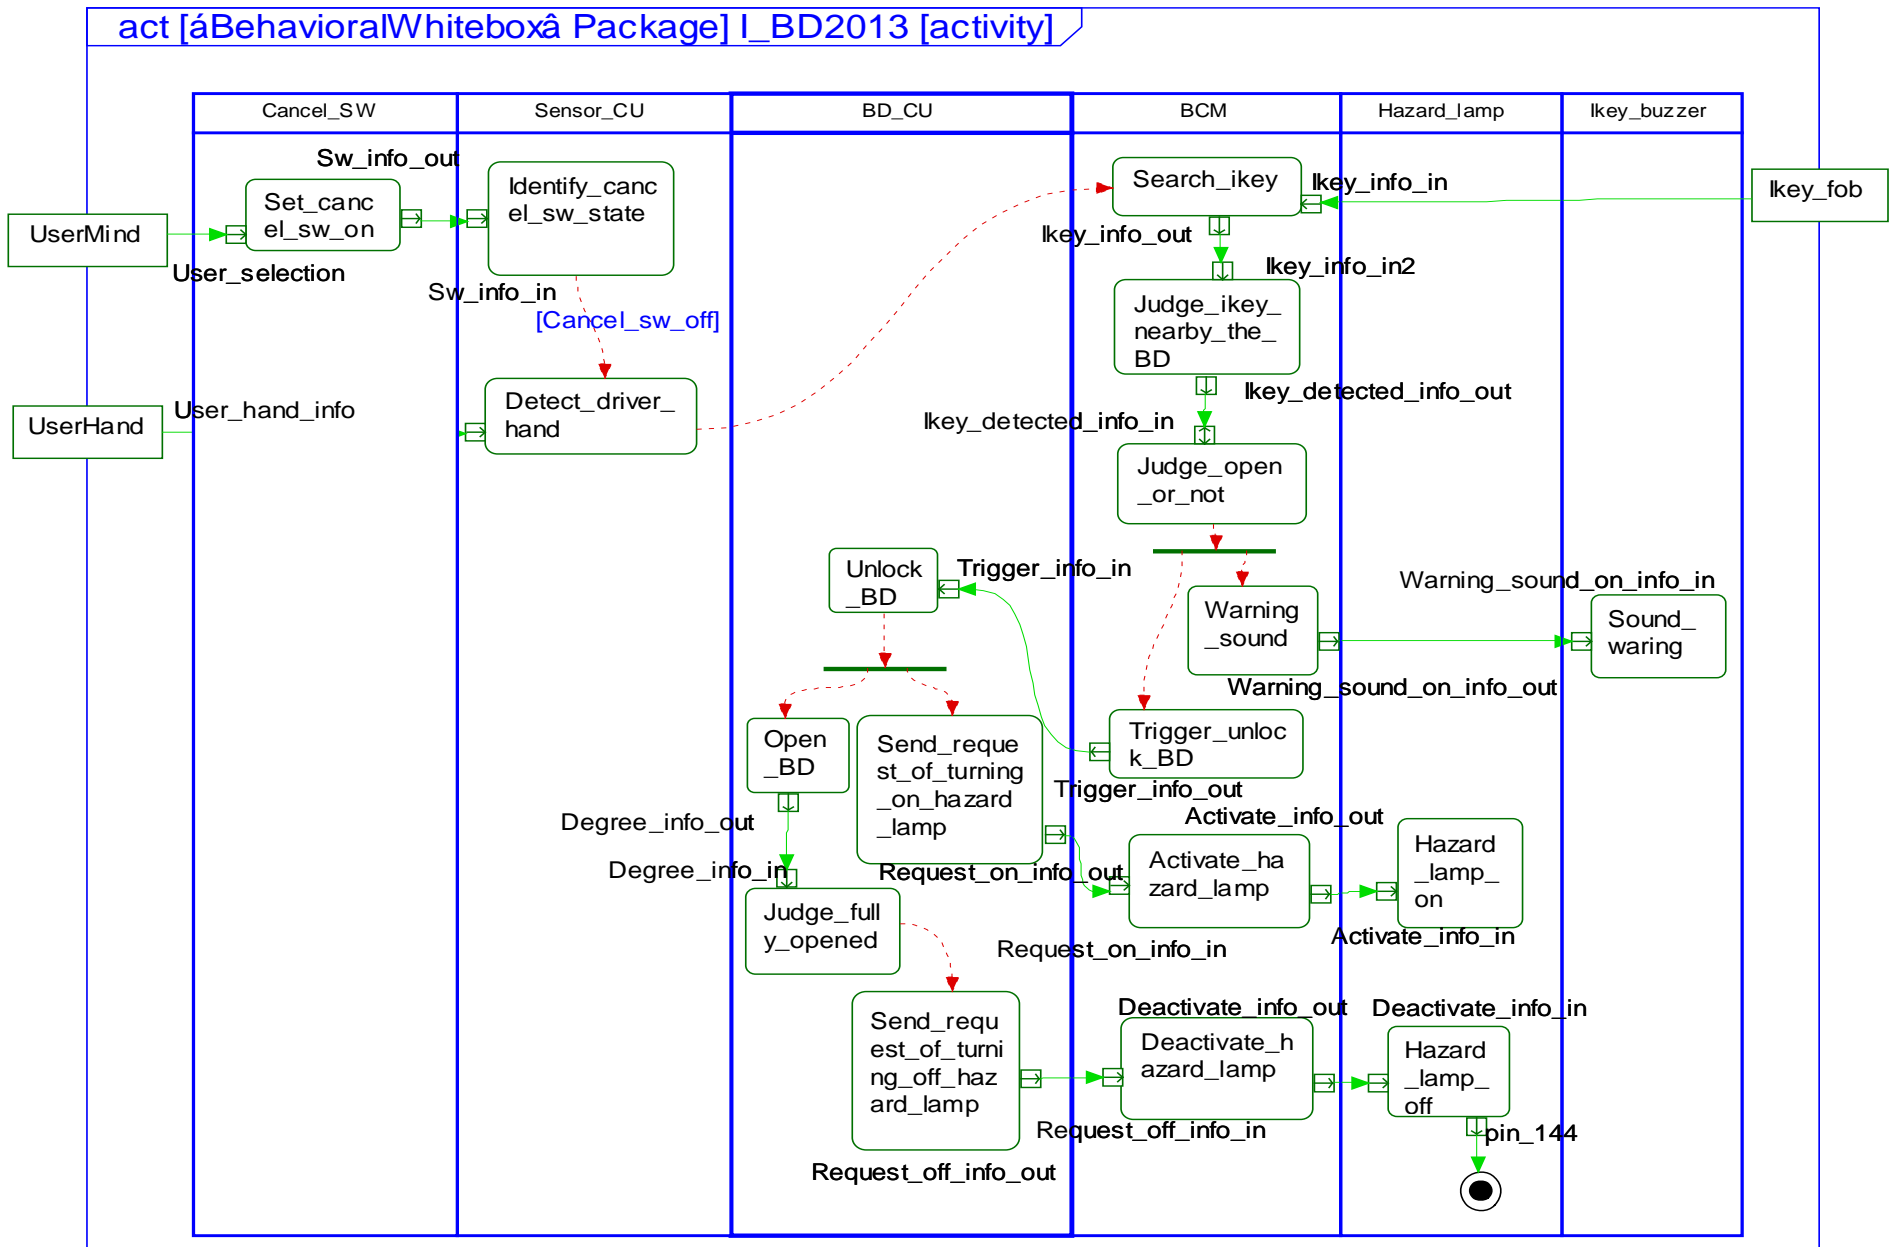 act [áBehavioralWhiteboxâ Package] I_BD2013 [activity]
Cancel_SW
Sensor_CU
BD_CU
BCM
Hazard_lamp
Ikey_buzzer
Sw_info_out
Set_canc
el_sw_on
Identify_canc
el_sw_state
Search_ikey
Ikey_info_in
Ikey_fob
UserMind
User_selection
Ikey_info_out
Ikey_info_in2
Sw_info_in
[Cancel_sw_off]
Judge_ikey_
nearby_the_
BD
UserHand
User_hand_info
Detect_driver_
hand
Ikey_detected_info_out
Ikey_detected_info_in
Judge_open
_or_not
Unlock
_BD
Trigger_info_in
Warning_sound_on_info_in
Warning
_sound
Sound_
waring
Warning_sound_on_info_out
Open
_BD
Send_reque
st_of_turning
_on_hazard
_lamp
Trigger_unloc
k_BD
Trigger_info_out
Degree_info_out
Activate_info_out
Degree_info_in
Request_on_info_out
Activate_ha
zard_lamp
Hazard
_lamp_
on
Judge_full
y_opened
Request_on_info_in
Activate_info_in
Send_requ
est_of_turni
ng_off_haz
ard_lamp
Deactivate_info_out
Deactivate_info_in
Deactivate_h
azard_lamp
Hazard
_lamp_
off
Request_off_info_in
pin_144
Request_off_info_out